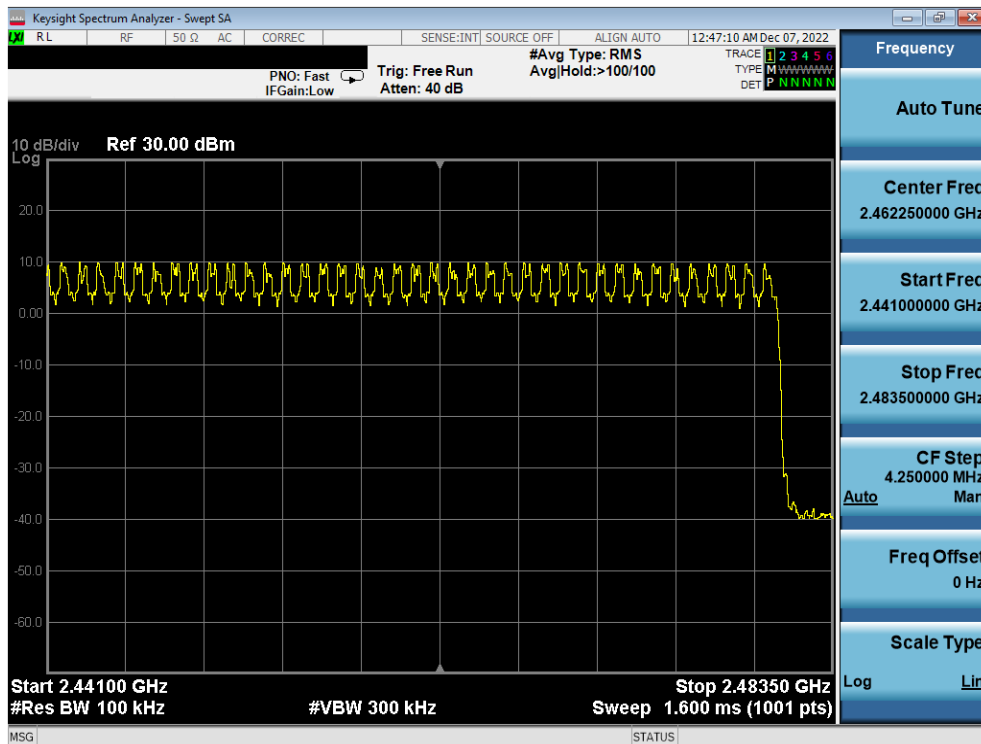 Keysight Spectrum Analyzer - Swept SA
LXI RL RF 50 Ω AC CORREC SENSE:INT SOURCE OFF ALIGN AUTO 12:47:10 AM Dec 07, 2022
PNO: Fast
IFGain:Low
Trig: Free Run
Atten: 40 dB
#Avg Type: RMS
Avg|Hold:>100/100
TRACE 1 2 3 4 5 6
TYPE M WWWWW
DET P N N N N N
10 dB/div
Log
Ref 30.00 dBm
20.0
10.0
0.00
-10.0
-20.0
-30.0
-40.0
-50.0
-60.0
Start 2.44100 GHz
Stop 2.48350 GHz
#Res BW 100 kHz
#VBW 300 kHz
Sweep 1.600 ms (1001 pts)
MSG
STATUS
Frequency
Auto Tune
Center Freq
2.462250000 GHz
Start Freq
2.441000000 GHz
Stop Freq
2.483500000 GHz
CF Step
4.250000 MHz
Auto Man
Freq Offset
0 Hz
Scale Type
Log Lin